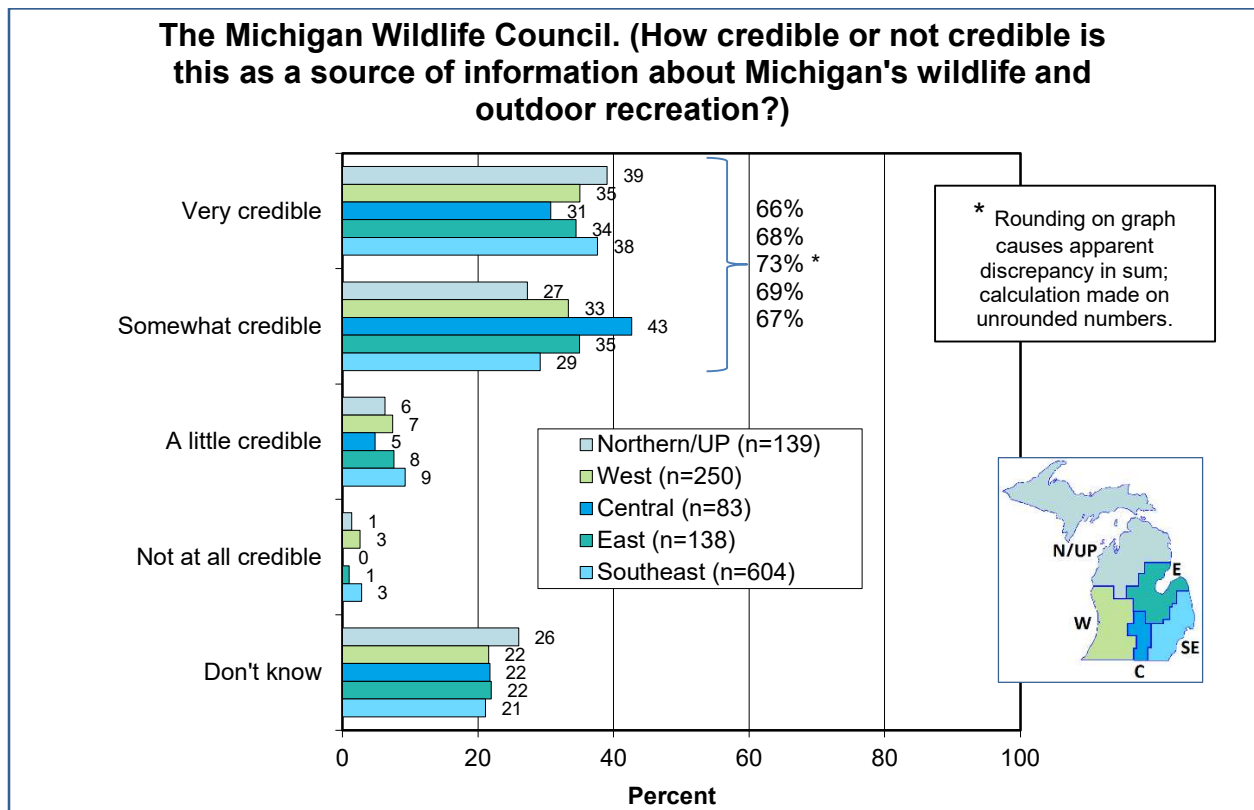 The Michigan Wildlife Council. (How credible or not credible is
this as a source of information about Michigan's wildlife and
outdoor recreation?)
Very credible
39
35
31
34
38
Somewhat credible
27
33
43
35
29
66%
68%
73% *
69%
67%
* Rounding on graph
causes apparent
discrepancy in sum;
calculation made on
unrounded numbers.
A little credible
6
7
5
8
9
Not at all credible
1
3
0
1
3
Don't know
26
22
22
22
21
Northern/UP (n=139)
West (n=250)
Central (n=83)
East (n=138)
Southeast (n=604)
N/UP
E
W
SE
C
0 20 40 60 80 100
Percent